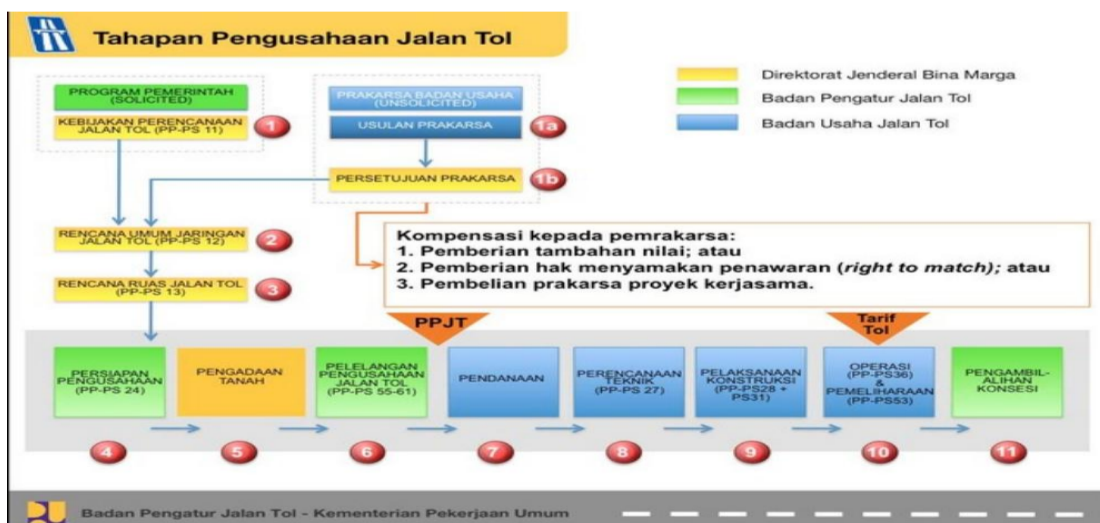 Tahapan Pengusahaan Jalan Tol
PROGRAM PEMERINTAH
(SOLICITED)
KEBIJAKAN PERENCANAAN
JALAN TOL (PP-PS 11)
1
PRAKARSA BADAN USAHA
(UNSOLICITED)
USULAN PRAKARSA
1a
PERSETUJUAN PRAKARSA
1b
Direktorat Jenderal Bina Marga
Badan Pengatur Jalan Tol
Badan Usaha Jalan Tol
RENCANA UMUM JARINGAN
JALAN TOL (PP-PS 12)
2
RENCANA RUAS JALAN TOL
(PP-PS 13)
3
Kompensasi kepada pemrakarsa:
1. Pemberian tambahan nilai; atau
2. Pemberian hak menyamakan penawaran (right to match); atau
3. Pembelian prakarsa proyek kerjasama.
PPJT
Tarif
Tol
PERSIAPAN
PENGUSAHAAN
(PP-PS 24)
PENGADAAN
TANAH
PELELANGAN
PENGUSAHAAN
JALAN TOL
(PP-PS 55-61)
PENDANAAN
PERENCANAAN
TEKNIK
(PP-PS 27)
PELAKSANAAN
KONSTRUKSI
(PP-PS28 +
PS31)
OPERASI
(PP-PS36)
&
PEMELIHARAAN
(PP-PS53)
PENGAMBIL-
ALIHAN
KONSESI
4
5
6
7
8
9
10
11
Badan Pengatur Jalan Tol - Kementerian Pekerjaan Umum